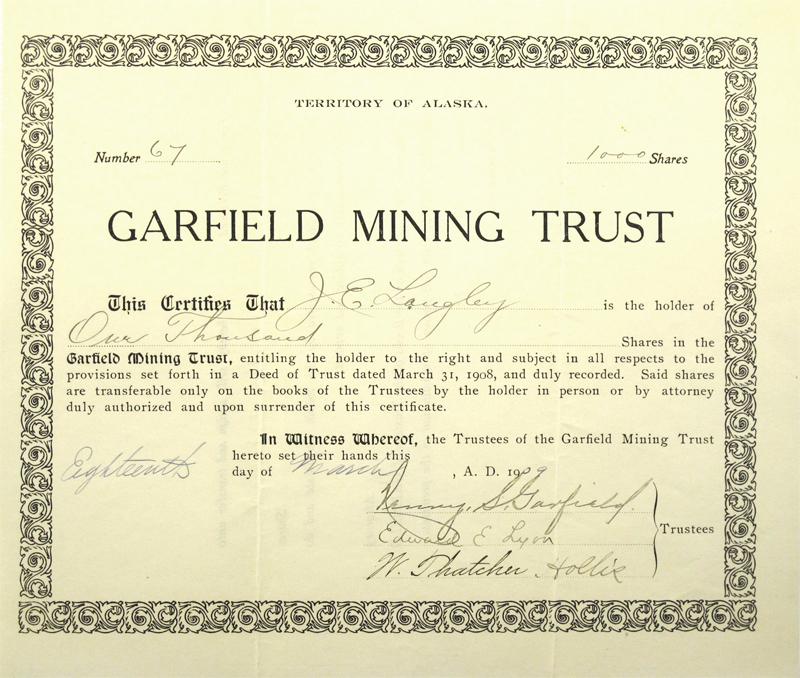 TERRITORY OF ALASKA.
Number 67 1000 Shares
GARFIELD MINING TRUST
This Certifies That J. E. Langley is the holder of
One Thousand Shares in the
Garfield Mining Trust, entitling the holder to the right and subject in all respects to the
provisions set forth in a Deed of Trust dated March 31, 1908, and duly recorded. Said shares
are transferable only on the books of the Trustees by the holder in person or by attorney
duly authorized and upon surrender of this certificate.
In Witness Whereof, the Trustees of the Garfield Mining Trust
hereto set their hands this
Eighteenth day of March, A. D. 1909
S. Garfield.
Edward E Lyon
Trustees
W. Thatcher Hollis